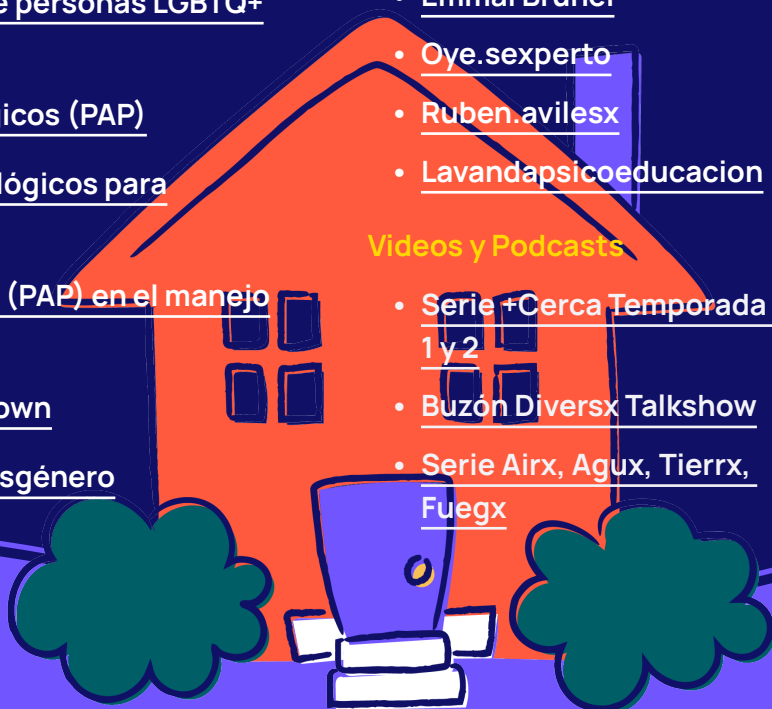 e personas LGBTQ+
gicos (PAP)
lógicos para
(PAP) en el manejo
own
sgénero
• Oye.sexperto
• Ruben.avilesx
• Lavandapsicoeducacion
Videos y Podcasts
• Serie +Cerca Temporada
1 y 2
• Buzón Diversx Talkshow
• Serie Airx, Agux, Tierrx,
Fuegx